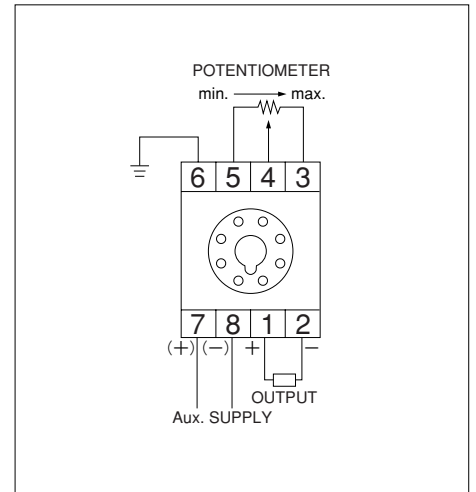 POTENTIOMETER
min. max.
6 5 4 3
7 8 1 2
(+) (−) + −
OUTPUT
Aux. SUPPLY